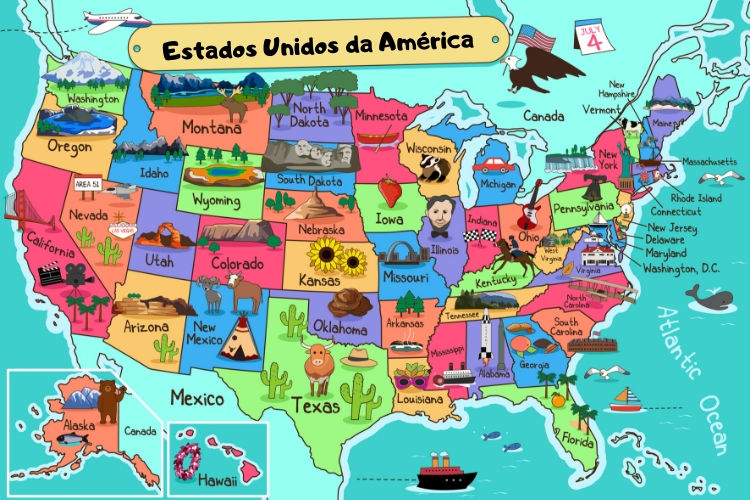 Estados Unidos da América
JULY
4
Washington
Oregon
Montana
North
Dakota
Minnesota
Canada
New
Hampshire
Vermont
Maine
Wisconsin
Michigan
New
York
Massachusetts
Idaho
Wyoming
South Dakota
AREA 51
Nevada
LAS VEGAS
Iowa
Nebraska
Illinois
Indiana
Ohio
Pennsylvania
Rhode Island
Connecticut
New Jersey
Delaware
Maryland
Washington, D.C.
California
Utah
Colorado
Kansas
Missouri
Kentucky
West
Virginia
Virginia
Arizona
New
Mexico
Oklahoma
Arkansas
Tennessee
North
Carolina
South
Carolina
Mississippi
Alabama
Georgia
Atlantic Ocean
Mexico
Texas
Louisiana
Florida
Alaska
Canada
Hawaii